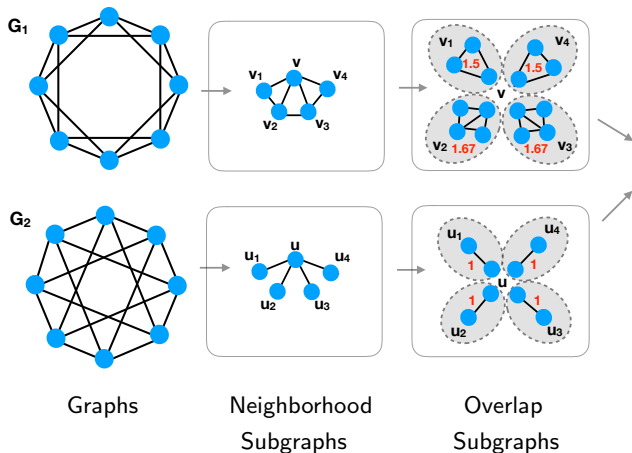 G1
v
v1
v4
v2
v3
v1
v4
1.5
1.5
v
v2
1.67
1.67
v3
G2
u
u1
u4
u2
u3
u1
u4
1
1
u
1
1
u2
u3
Graphs
Neighborhood
Subgraphs
Overlap
Subgraphs